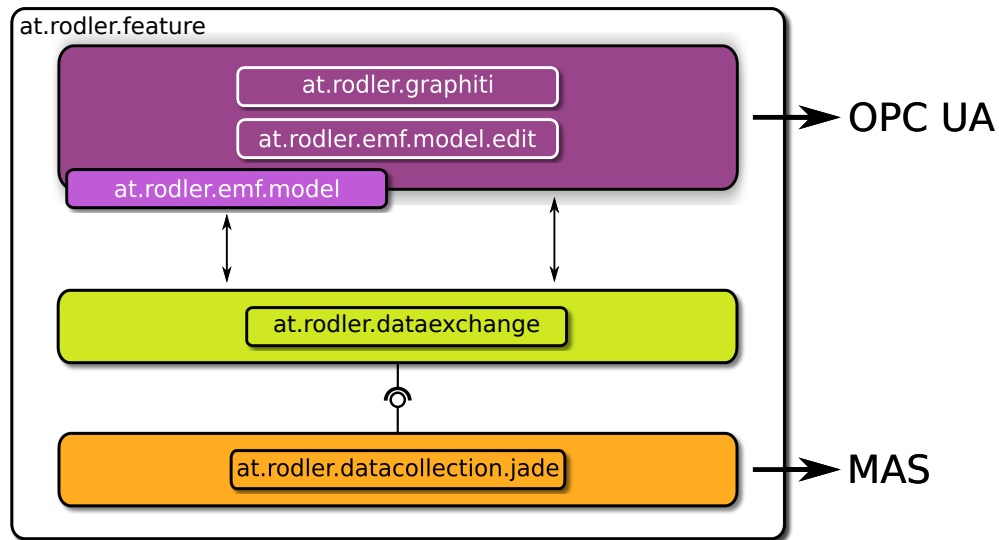 at.rodler.feature
at.rodler.graphiti
at.rodler.emf.model.edit
at.rodler.emf.model
OPC UA
at.rodler.dataexchange
at.rodler.datacollection.jade
MAS